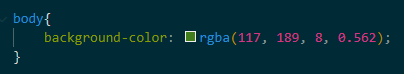 body{
    background-color: rgba(117, 189, 8, 0.562);
}